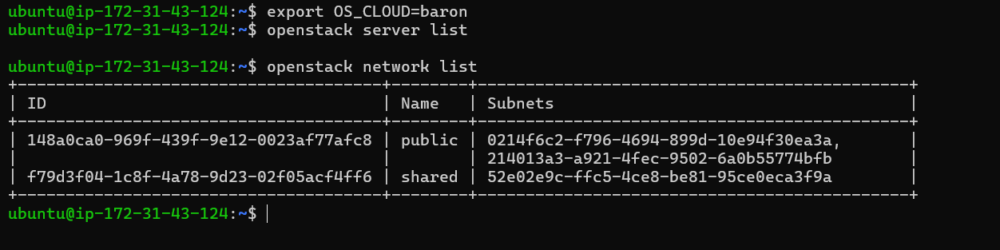 ubuntu@ip-172-31-43-124:~$ export OS_CLOUD=baron
ubuntu@ip-172-31-43-124:~$ openstack server list

ubuntu@ip-172-31-43-124:~$ openstack network list
+--------------------------------------+--------+----------------------------------------------+
| ID                                   | Name   | Subnets                                      |
+--------------------------------------+--------+----------------------------------------------+
| 148a0ca0-969f-439f-9e12-0023af77afc8 | public | 0214f6c2-f796-4694-899d-10e94f30ea3a,        |
|                                      |        | 214013a3-a921-4fec-9502-6a0b55774bfb         |
| f79d3f04-1c8f-4a78-9d23-02f05acf4ff6 | shared | 52e02e9c-ffc5-4ce8-be81-95ce0eca3f9a         |
+--------------------------------------+--------+----------------------------------------------+
ubuntu@ip-172-31-43-124:~$